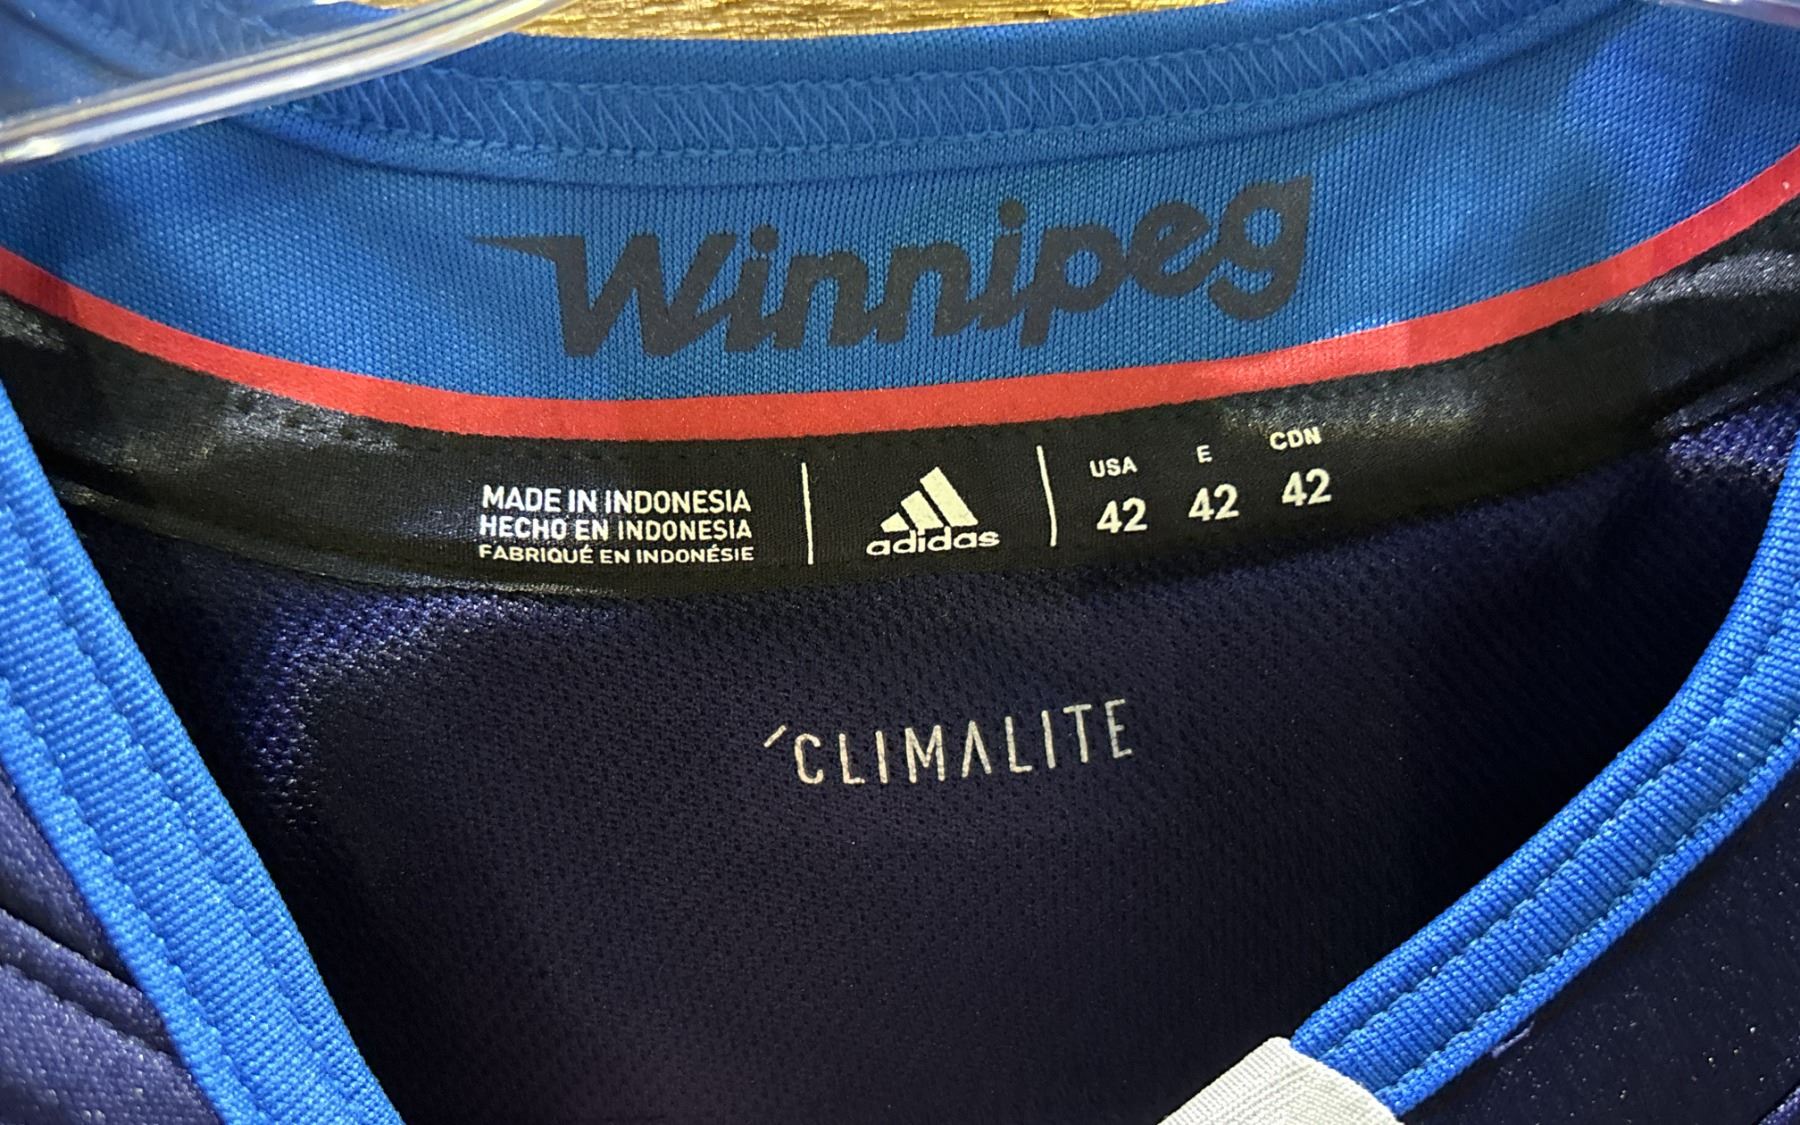 Winnipeg
MADE IN INDONESIA
HECHO EN INDONESIA
FABRIQUÉ EN INDONÉSIE
adidas
USA E CDN
42 42 42
CLIMALITE